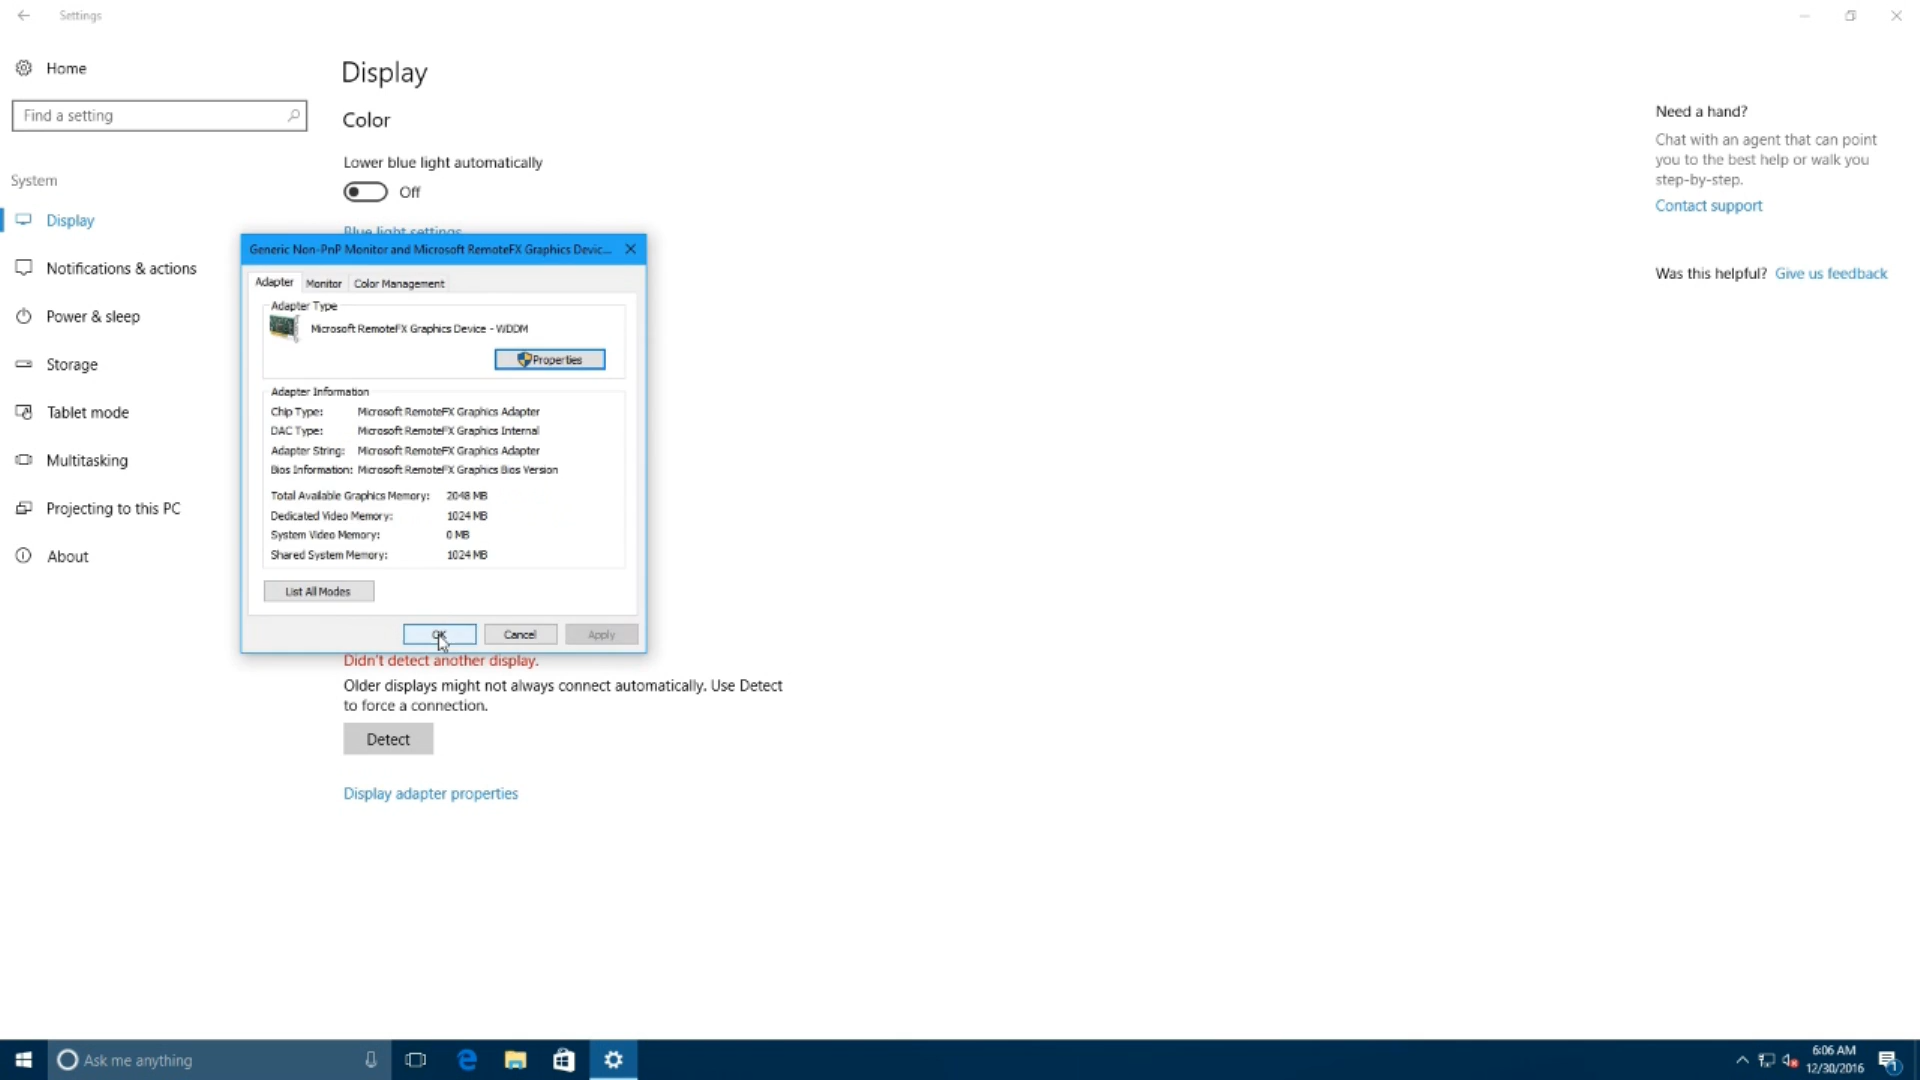 Settings
Home
Find a setting
System
Display
Notifications & actions
Power & sleep
Storage
Tablet mode
Multitasking
Projecting to this PC
About
Display
Color
Lower blue light automatically
Off
Blue light settings
Generic Non-PnP Monitor and Microsoft RemoteFX Graphics Devic...
Adapter Monitor Color Management
Adapter Type
Microsoft RemoteFX Graphics Device - WDDM
Properties
Adapter Information
Chip Type: Microsoft RemoteFX Graphics Adapter
DAC Type: Microsoft RemoteFX Graphics Internal
Adapter String: Microsoft RemoteFX Graphics Adapter
Bios Information: Microsoft RemoteFX Graphics Bios Version
Total Available Graphics Memory: 2048 MB
Dedicated Video Memory: 1024 MB
System Video Memory: 0 MB
Shared System Memory: 1024 MB
List All Modes
OK Cancel Apply
Didn't detect another display.
Older displays might not always connect automatically. Use Detect
to force a connection.
Detect
Display adapter properties
Need a hand?
Chat with an agent that can point
you to the best help or walk you
step-by-step.
Contact support
Was this helpful? Give us feedback
Ask me anything
6:06 AM
12/30/2016
1